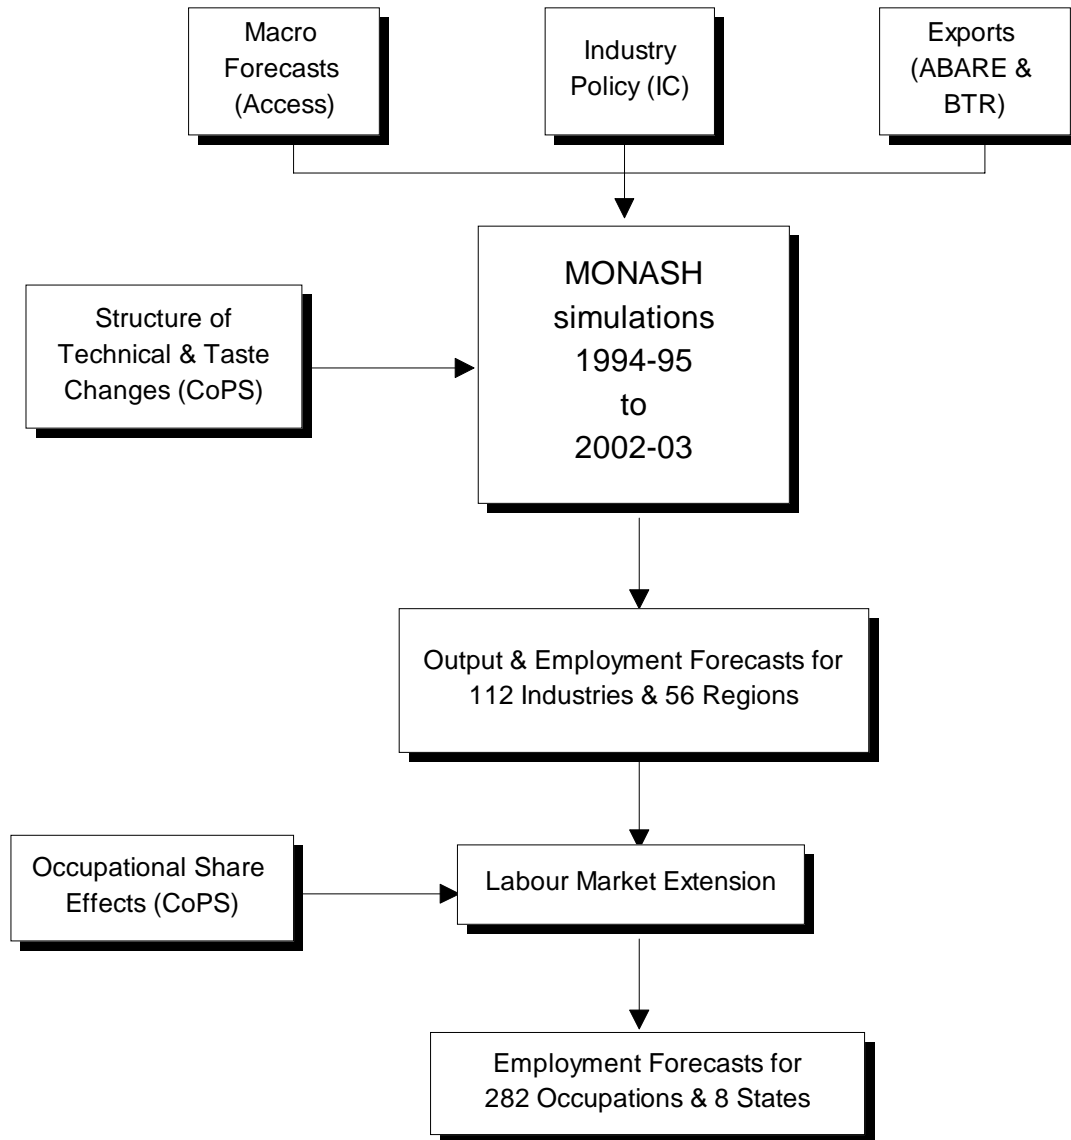 Macro
Forecasts
(Access)
Industry
Policy (IC)
Exports
(ABARE &
BTR)
MONASH
simulations
1994-95
to
2002-03
Structure of
Technical & Taste
Changes (CoPS)
Output & Employment Forecasts for
112 Industries & 56 Regions
Occupational Share
Effects (CoPS)
Labour Market Extension
Employment Forecasts for
282 Occupations & 8 States